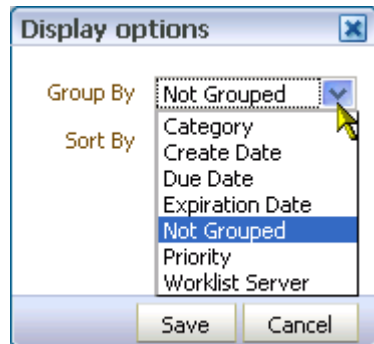 Display options
Group By Not Grouped
Sort By
Category
Create Date
Due Date
Expiration Date
Not Grouped
Priority
Worklist Server
Save Cancel